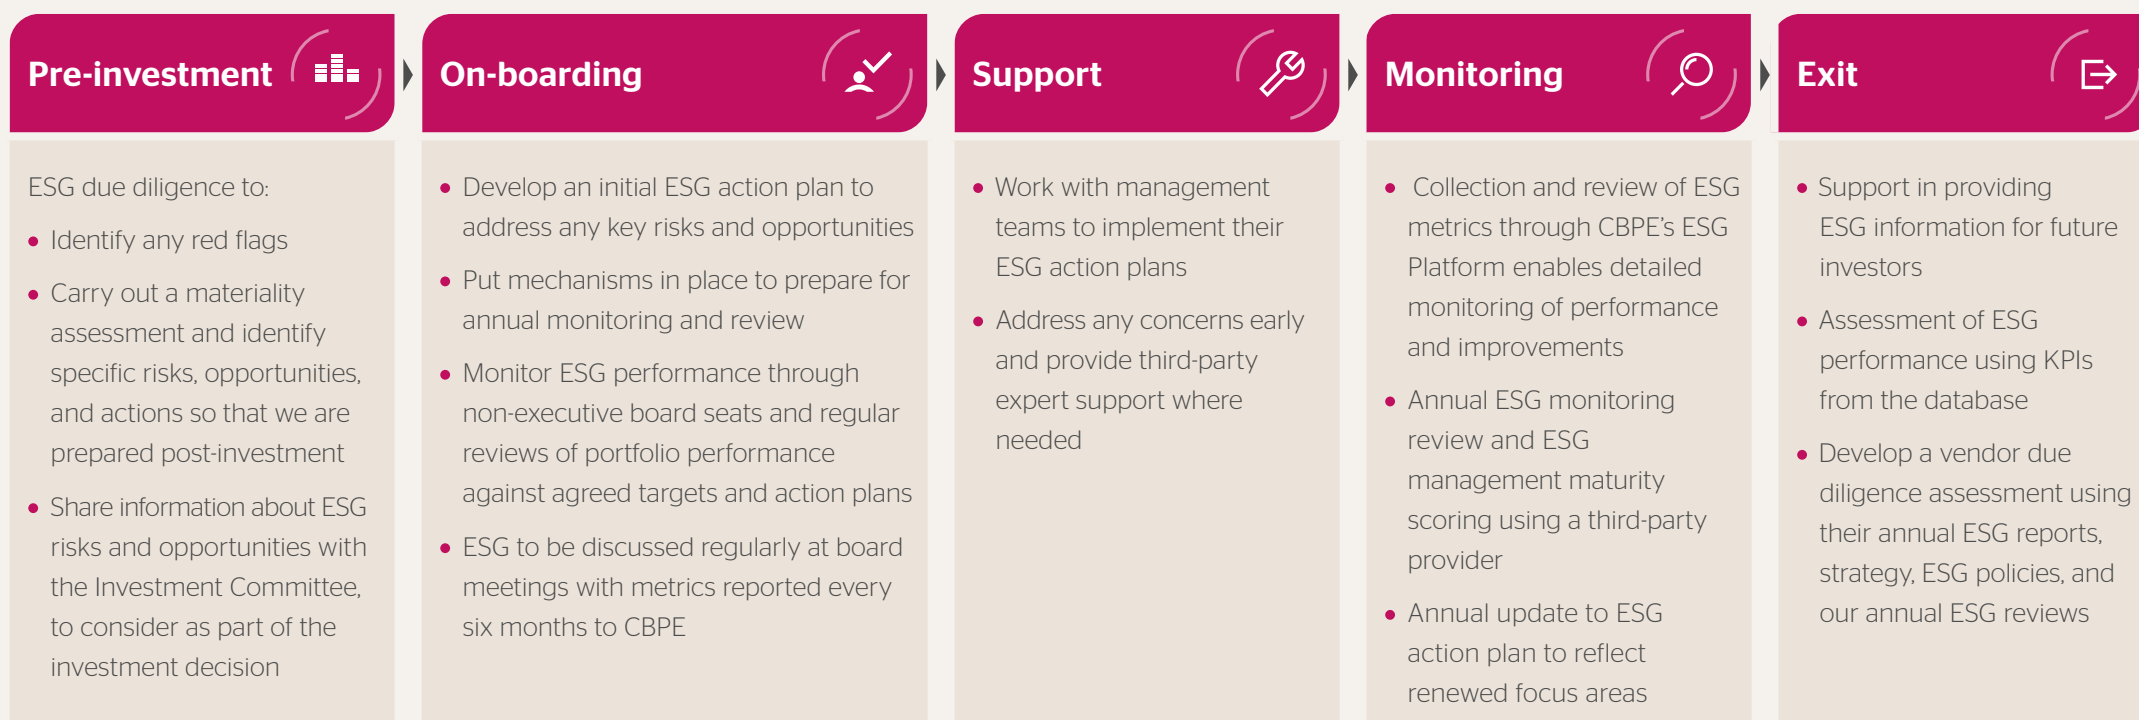 Pre-investment
ESG due diligence to:
• Identify any red flags
• Carry out a materiality
assessment and identify
specific risks, opportunities,
and actions so that we are
prepared post-investment
• Share information about ESG
risks and opportunities with
the Investment Committee,
to consider as part of the
investment decision
On-boarding
• Develop an initial ESG action plan to
address any key risks and opportunities
• Put mechanisms in place to prepare for
annual monitoring and review
• Monitor ESG performance through
non-executive board seats and regular
reviews of portfolio performance
against agreed targets and action plans
• ESG to be discussed regularly at board
meetings with metrics reported every
six months to CBPE
Support
• Work with management
teams to implement their
ESG action plans
• Address any concerns early
and provide third-party
expert support where
needed
Monitoring
• Collection and review of ESG
metrics through CBPE’s ESG
Platform enables detailed
monitoring of performance
and improvements
• Annual ESG monitoring
review and ESG
management maturity
scoring using a third-party
provider
• Annual update to ESG
action plan to reflect
renewed focus areas
Exit
• Support in providing
ESG information for future
investors
• Assessment of ESG
performance using KPIs
from the database
• Develop a vendor due
diligence assessment using
their annual ESG reports,
strategy, ESG policies, and
our annual ESG reviews